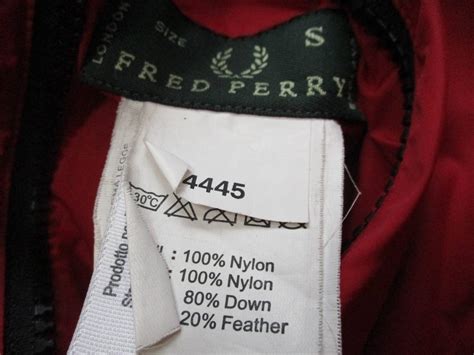 LONDON
SIZE S
FRED PERRY
4445
30°C
: 100% Nylon
: 100% Nylon
80% Down
20% Feather
Prodotto